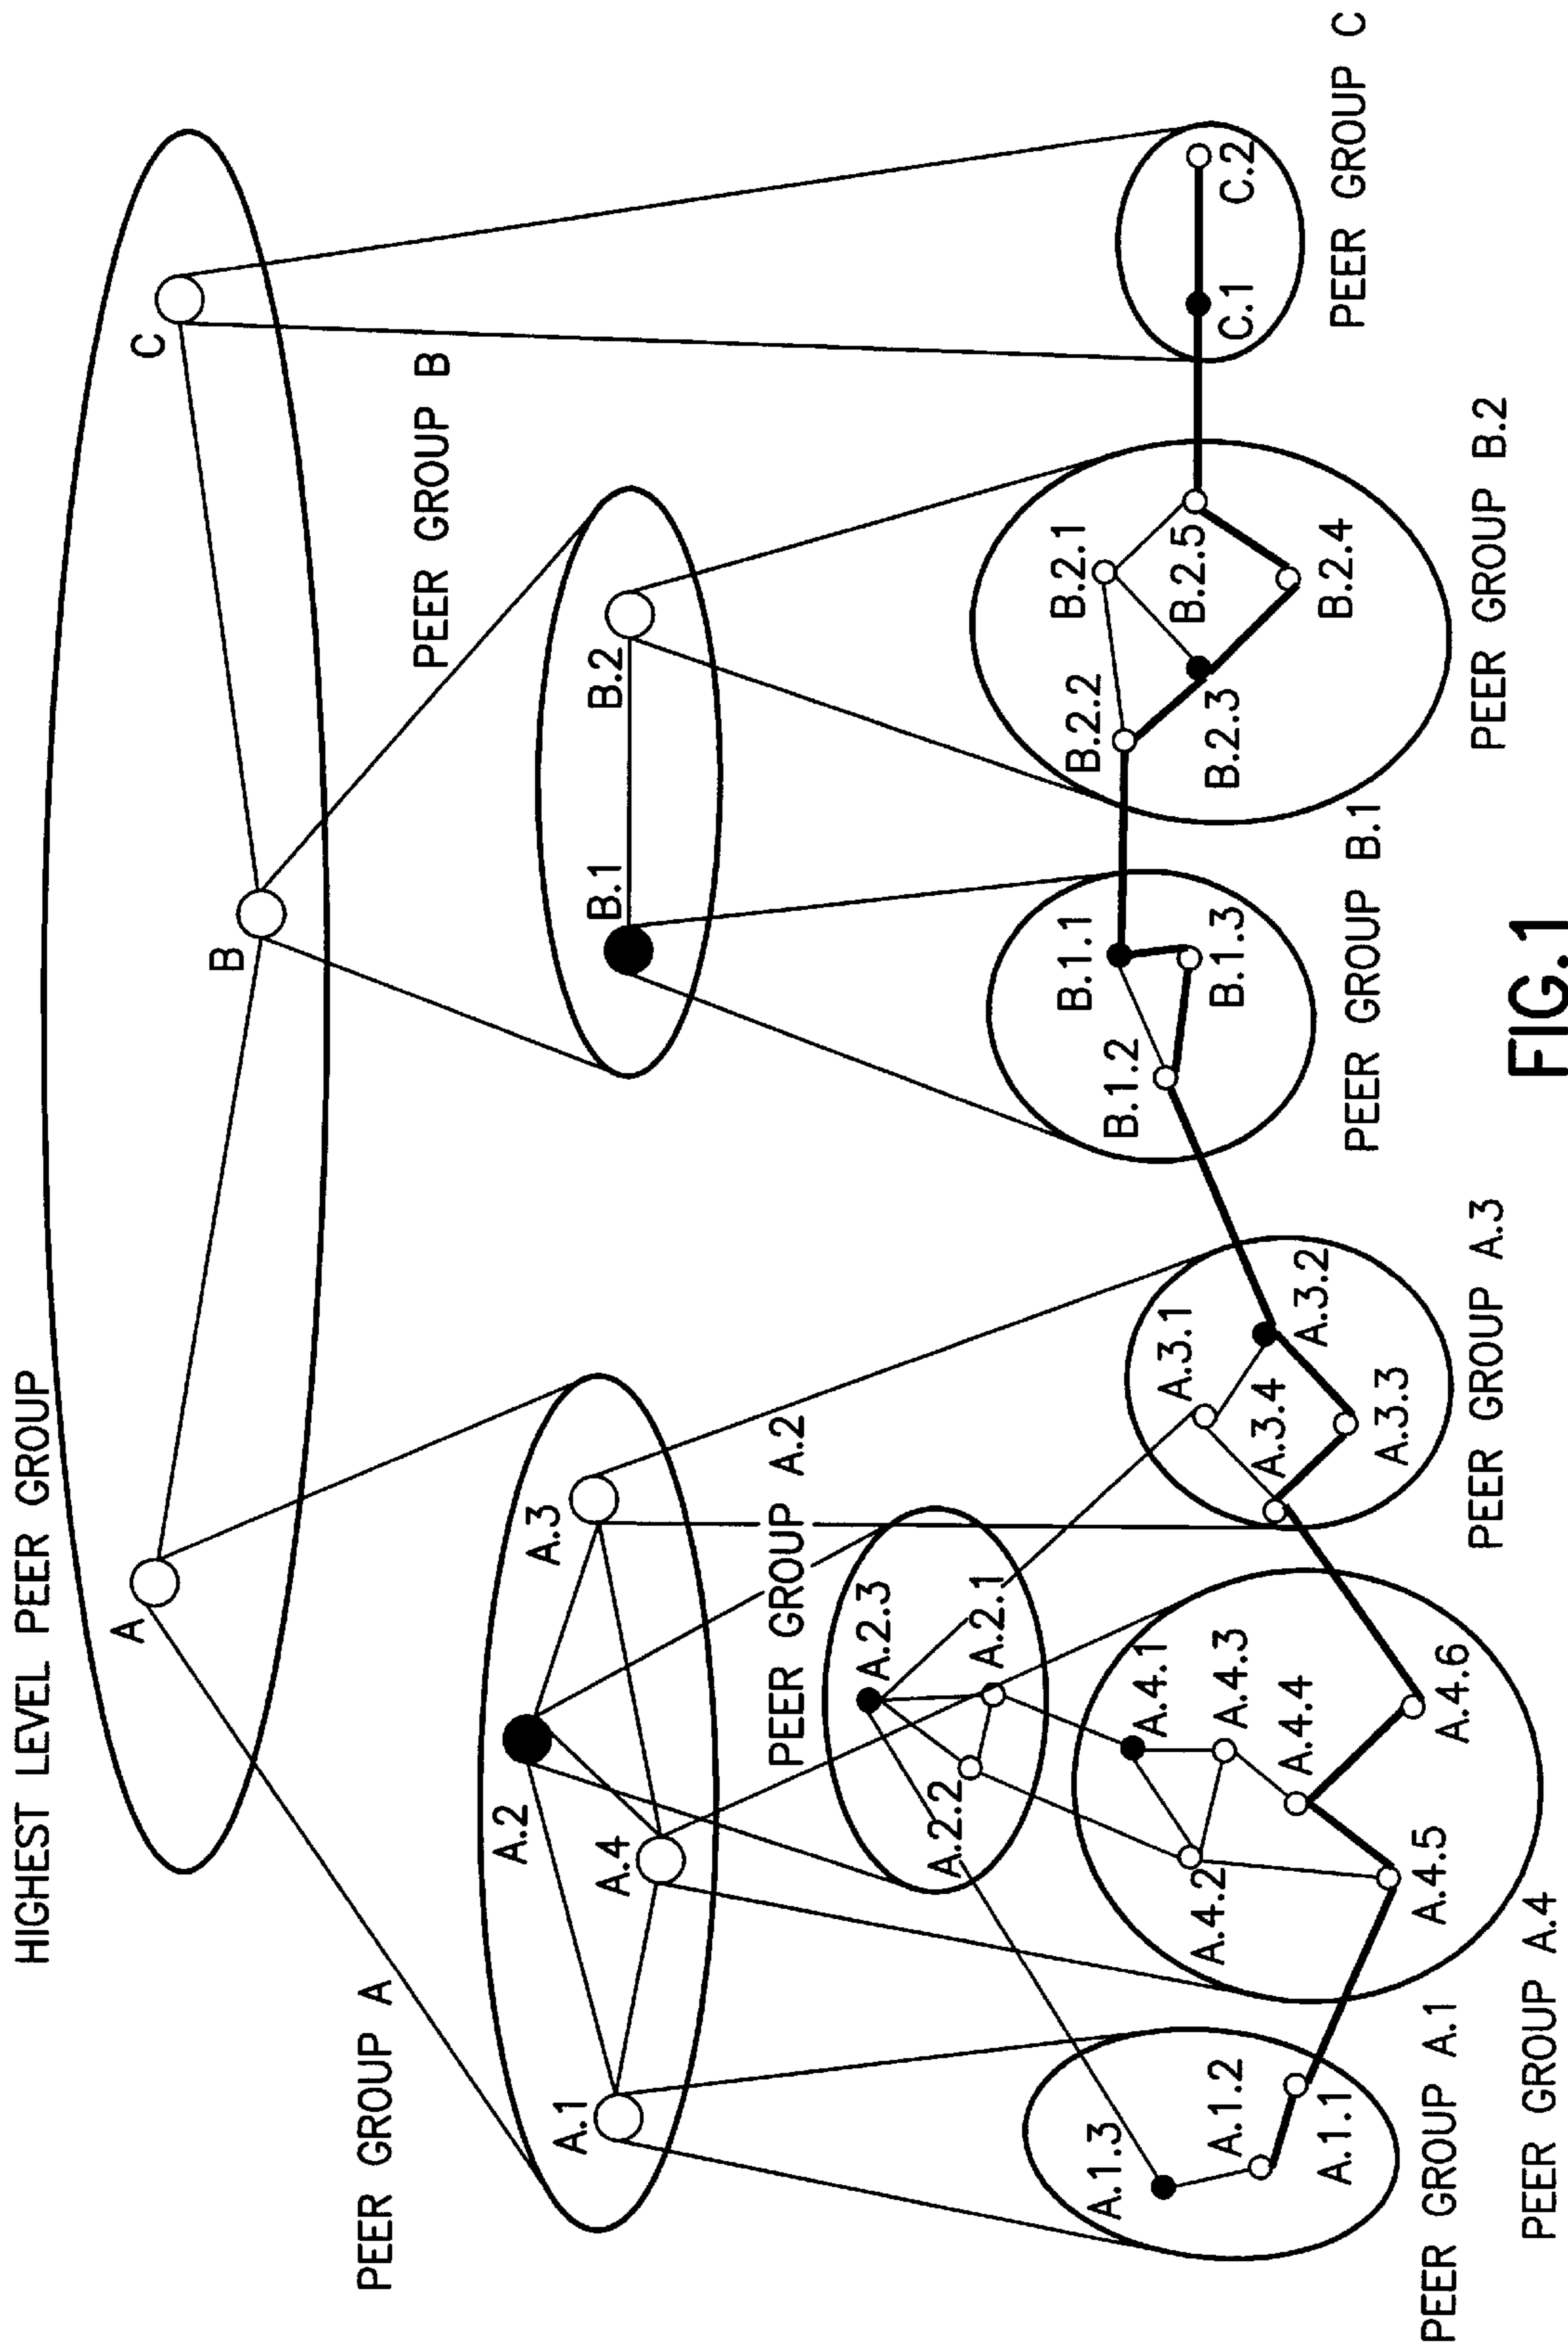 HIGHEST LEVEL PEER GROUP
A
B
C
PEER GROUP A
PEER GROUP B
A.1
A.2
A.3
A.4
B.1
B.2
PEER GROUP A.2
A.2.3
A.2.2
A.2.1
A.1.3
A.1.2
A.1.1
A.4.1
A.4.2
A.4.3
A.4.4
A.4.5
A.4.6
A.3.1
A.3.4
A.3.2
A.3.3
B.1.1
B.1.2
B.1.3
B.2.1
B.2.2
B.2.5
B.2.3
B.2.4
C.1
C.2
PEER GROUP A.1
PEER GROUP A.4
PEER GROUP A.3
PEER GROUP B.1
PEER GROUP B.2
PEER GROUP C
FIG.1